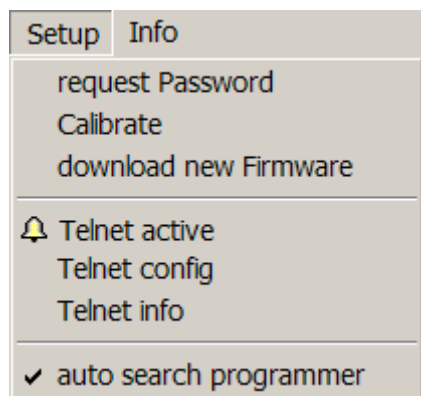 Setup Info
request Password
Calibrate
download new Firmware
Telnet active
Telnet config
Telnet info
auto search programmer